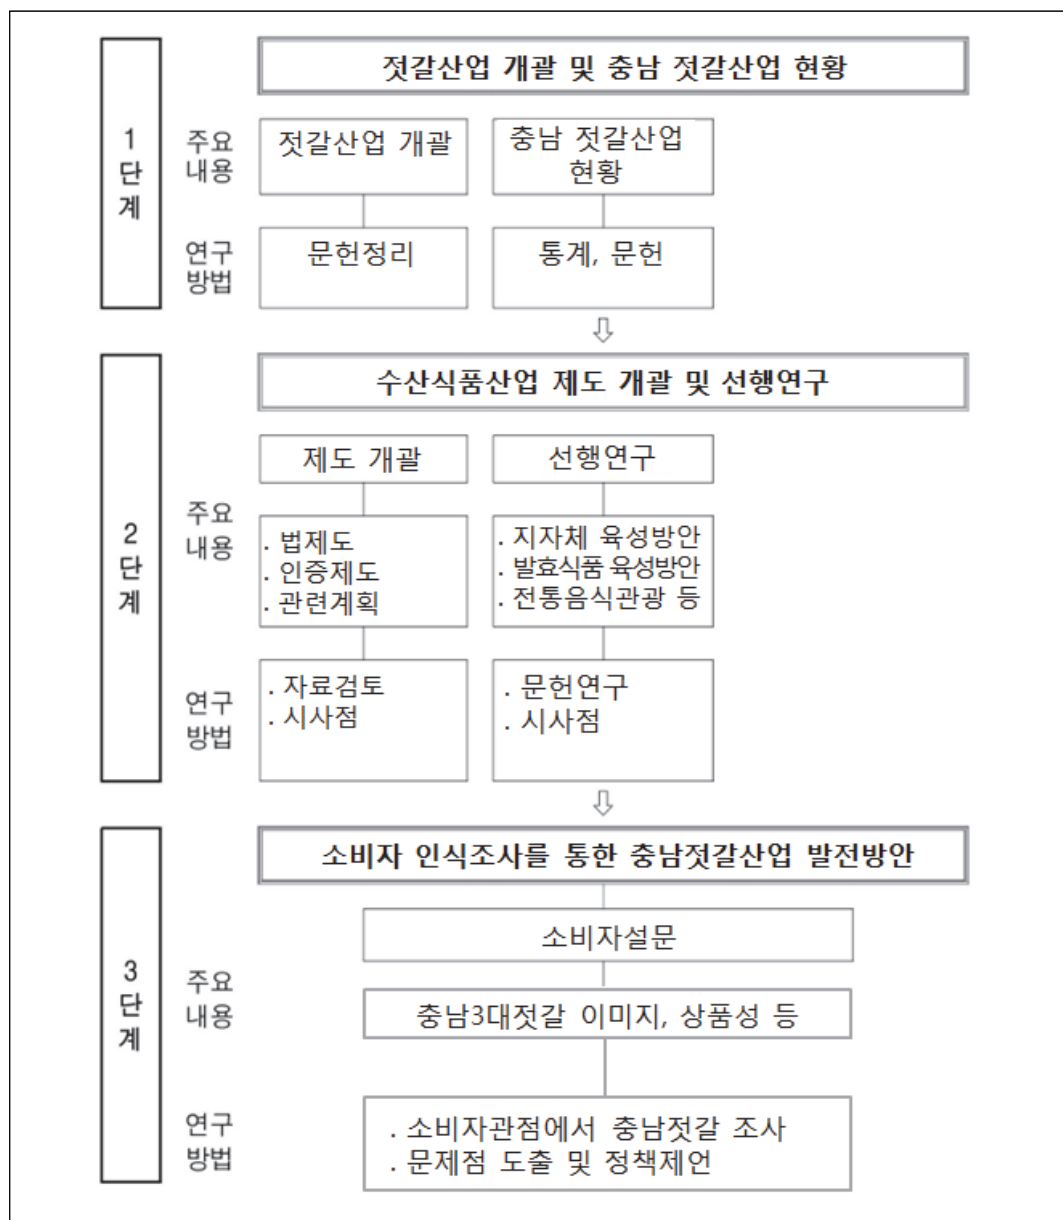 젓갈산업 개괄 및 충남 젓갈산업 현황
1
단
계
주요
내용
젓갈산업 개괄
충남 젓갈산업
현황
연구
방법
문헌정리
통계, 문헌
수산식품산업 제도 개괄 및 선행연구
2
단
계
제도 개괄
선행연구
주요
내용
. 법제도
. 인증제도
. 관련계획
. 지자체 육성방안
. 발효식품 육성방안
. 전통음식관광 등
연구
방법
. 자료검토
. 시사점
. 문헌연구
. 시사점
소비자 인식조사를 통한 충남젓갈산업 발전방안
3
단
계
소비자설문
주요
내용
충남3대젓갈 이미지, 상품성 등
연구
방법
. 소비자관점에서 충남젓갈 조사
. 문제점 도출 및 정책제언